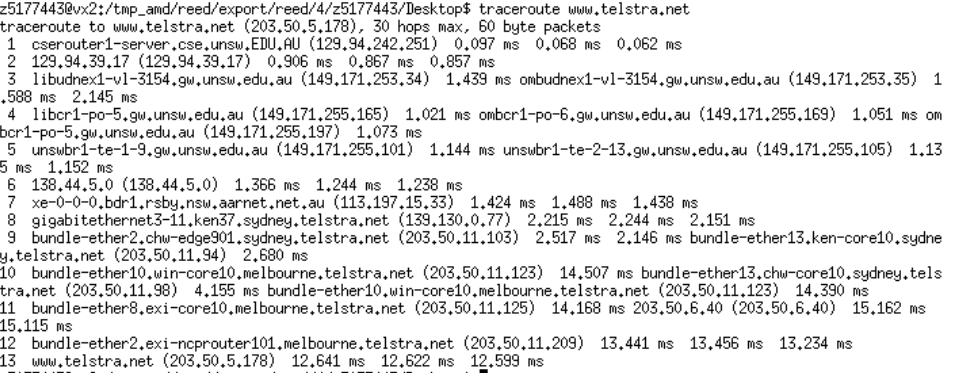 z5177443@vx2:/tmp_amd/reed/export/reed/4/z5177443/Desktop$ traceroute www.telstra.net
traceroute to www.telstra.net (203.50.5.178), 30 hops max, 60 byte packets
 1  cserouter1-server.cse.unsw.EDU.AU (129.94.242.251)  0.097 ms  0.068 ms  0.062 ms
 2  129.94.39.17 (129.94.39.17)  0.906 ms  0.867 ms  0.857 ms
 3  libudnex1-vl-3154.gw.unsw.edu.au (149.171.253.34)  1.439 ms ombudnex1-vl-3154.gw.unsw.edu.au (149.171.253.35)  1
.588 ms  2.145 ms
 4  libcr1-po-5.gw.unsw.edu.au (149.171.255.165)  1.021 ms ombcr1-po-6.gw.unsw.edu.au (149.171.255.169)  1.051 ms om
bcr1-po-5.gw.unsw.edu.au (149.171.255.197)  1.073 ms
 5  unswbr1-te-1-9.gw.unsw.edu.au (149.171.255.101)  1.144 ms unswbr1-te-2-13.gw.unsw.edu.au (149.171.255.105)  1.13
5 ms  1.152 ms
 6  138.44.5.0 (138.44.5.0)  1.366 ms  1.244 ms  1.238 ms
 7  xe-0-0-0.bdr1.rsby.nsw.aarnet.net.au (113.197.15.33)  1.424 ms  1.488 ms  1.438 ms
 8  gigabitethernet3-11.ken37.sydney.telstra.net (139.130.0.77)  2.215 ms  2.244 ms  2.151 ms
 9  bundle-ether2.chw-edge901.sydney.telstra.net (203.50.11.103)  2.517 ms  2.146 ms bundle-ether13.ken-core10.sydne
y.telstra.net (203.50.11.94)  2.680 ms
10  bundle-ether10.win-core10.melbourne.telstra.net (203.50.11.123)  14.507 ms bundle-ether13.chw-core10.sydney.tels
tra.net (203.50.11.98)  4.155 ms bundle-ether10.win-core10.melbourne.telstra.net (203.50.11.123)  14.390 ms
11  bundle-ether8.exi-core10.melbourne.telstra.net (203.50.11.125)  14.168 ms 203.50.6.40 (203.50.6.40)  15.162 ms
15.115 ms
12  bundle-ether2.exi-ncprouter101.melbourne.telstra.net (203.50.11.209)  13.441 ms  13.456 ms  13.234 ms
13  www.telstra.net (203.50.5.178)  12.641 ms  12.622 ms  12.599 ms